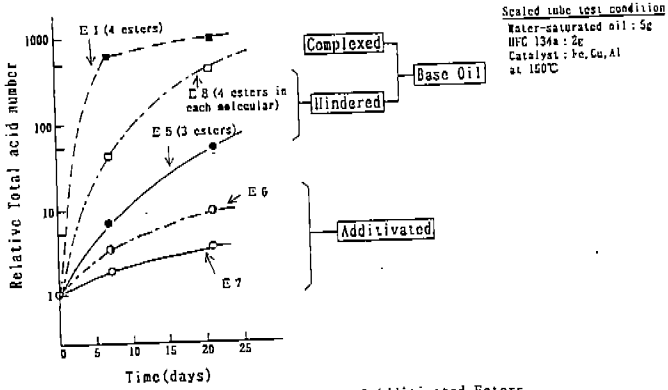 Scaled tube test condition
Water-saturated oil : 5g
HFC 134a : 2g
Catalyst : Fe, Cu, Al
at 150℃
Relative Total acid number
1000
100
10
1
E 1 (4 esters)
E 8 (4 esters in
each molecular)
E 5 (3 esters)
E 6
E 7
Complexed
Hindered
Base Oil
Additivated
0 5 10 15 20 25
Time(days)
Esters